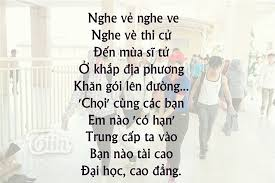 Nghe vẻ nghe ve
Nghe vè thi cử
Đến mùa sĩ tử
Ở khắp địa phương
Khăn gói lên đường...
'Chọi' cùng các bạn
Em nào 'có hạn'
Trung cấp ta vào
Bạn nào tài cao
Đại học, cao đẳng.